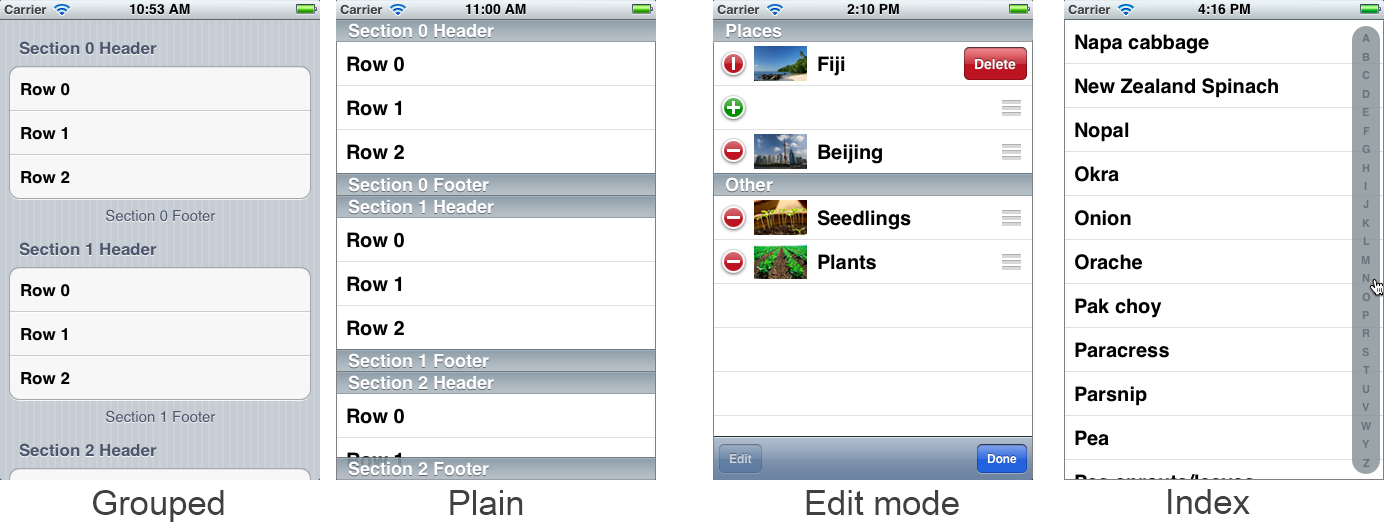 Carrier 10:53 AM
Section 0 Header
Row 0
Row 1
Row 2
Section 0 Footer
Section 1 Header
Row 0
Row 1
Row 2
Section 1 Footer
Section 2 Header
Grouped
Carrier 11:00 AM
Section 0 Header
Row 0
Row 1
Row 2
Section 0 Footer
Section 1 Header
Row 0
Row 1
Row 2
Section 1 Footer
Section 2 Header
Row 0
Row 1
Section 2 Footer
Plain
Carrier 2:10 PM
Places
Fiji Delete
Beijing
Other
Seedlings
Plants
Edit Done
Edit mode
Carrier 4:16 PM
Napa cabbage
New Zealand Spinach
Nopal
Okra
Onion
Orache
Pak choy
Paracress
Parsnip
Pea
Pea sprouts/leaves
A
B
C
D
E
F
G
H
I
J
K
L
M
N
O
P
R
S
T
U
V
W
Y
Z
Index